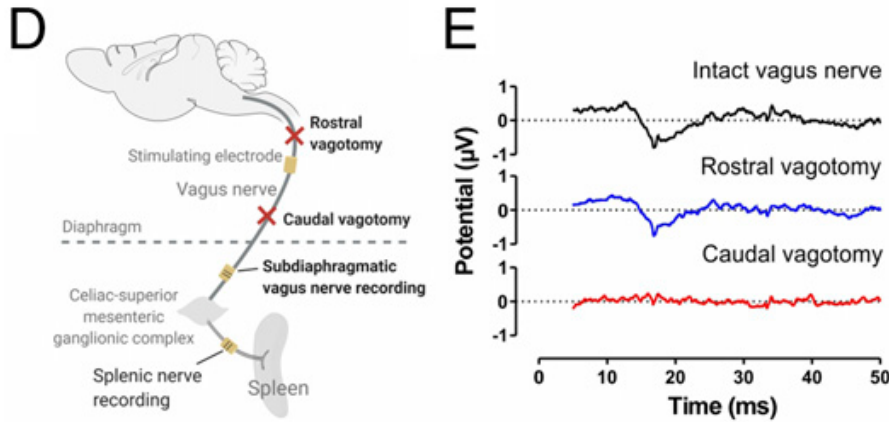 D
Rostral
vagotomy
Stimulating electrode
Vagus nerve
Caudal vagotomy
Diaphragm
Subdiaphragmatic
vagus nerve recording
Celiac-superior
mesenteric
ganglionic complex
Splenic nerve
recording
Spleen
E
Intact vagus nerve
1
0
-1
Rostral vagotomy
1
0
-1
Caudal vagotomy
1
0
-1
Potential (µV)
0 10 20 30 40 50
Time (ms)